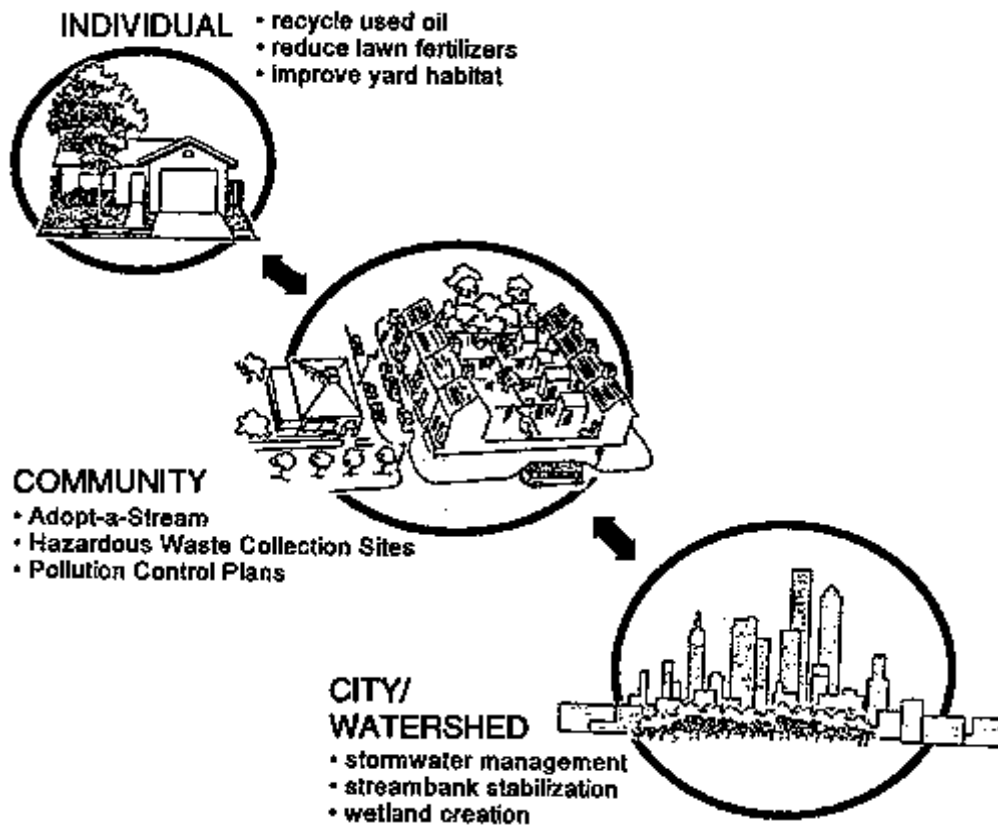 INDIVIDUAL
• recycle used oil
• reduce lawn fertilizers
• improve yard habitat
COMMUNITY
• Adopt-a-Stream
• Hazardous Waste Collection Sites
• Pollution Control Plans
CITY/
WATERSHED
• stormwater management
• streambank stabilization
• wetland creation